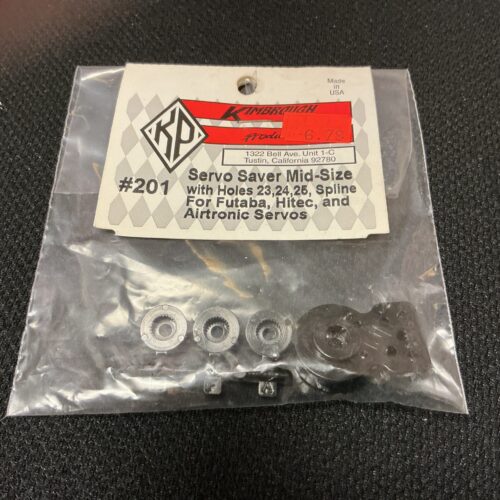 Made in
USA
KP
KIMBROUGH
1322 Bell Ave. Unit 1-C
Tustin, California 92780
#201
Servo Saver Mid-Size
with Holes 23,24,25, Spline
For Futaba, Hitec, and
Airtronic Servos